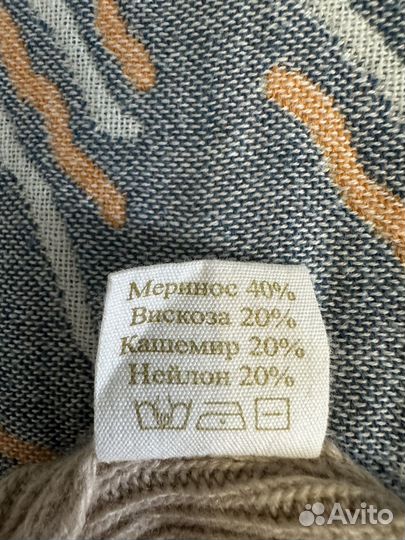 Меринос 40%
Вискоза 20%
Кашемир 20%
Нейлон 20%
Avito